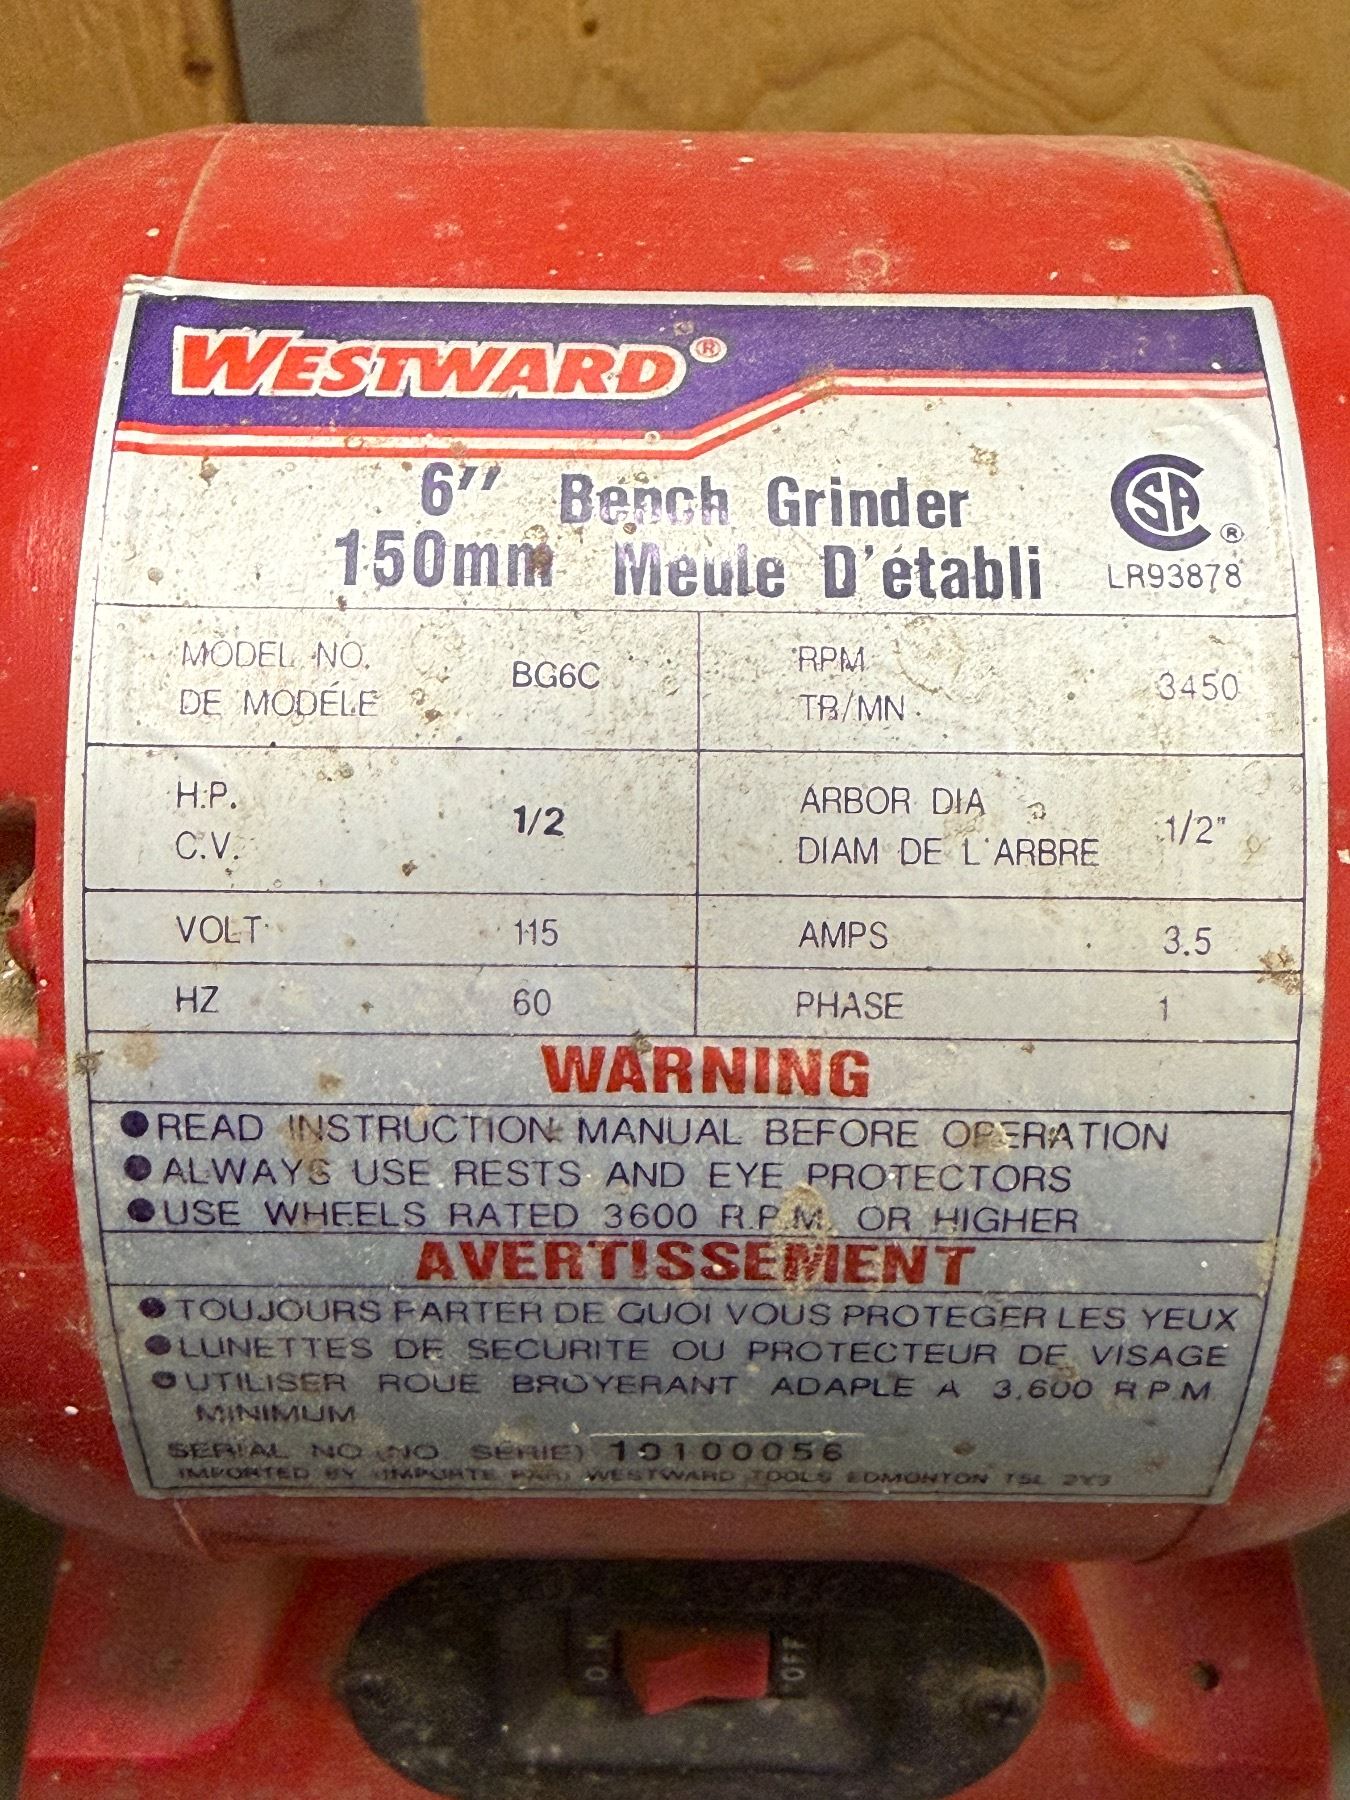 WESTWARD®
6" Bench Grinder
150mm Meule D'établi
CSA ®
LR93878
MODEL NO.
DE MODÉLE
BG6C
RPM
TR/MN
3450
H.P.
C.V.
1/2
ARBOR DIA
DIAM DE L'ARBRE
1/2"
VOLT 115
AMPS 3.5
HZ 60
PHASE 1
WARNING
●READ INSTRUCTION MANUAL BEFORE OPERATION
●ALWAYS USE RESTS AND EYE PROTECTORS
●USE WHEELS RATED 3600 R.P.M. OR HIGHER
AVERTISSEMENT
●TOUJOURS FARTER DE QUOI VOUS PROTEGER LES YEUX
●LUNETTES DE SECURITE OU PROTECTEUR DE VISAGE
●UTILISER ROUE BROYERANT ADAPLE A 3,600 R.P.M.
MINIMUM
SERIAL NO (NO SERIE) 10100056
IMPORTED BY (IMPORTE PAR) WESTWARD TOOLS EDMONTON T5L 2Y3
ON
OFF